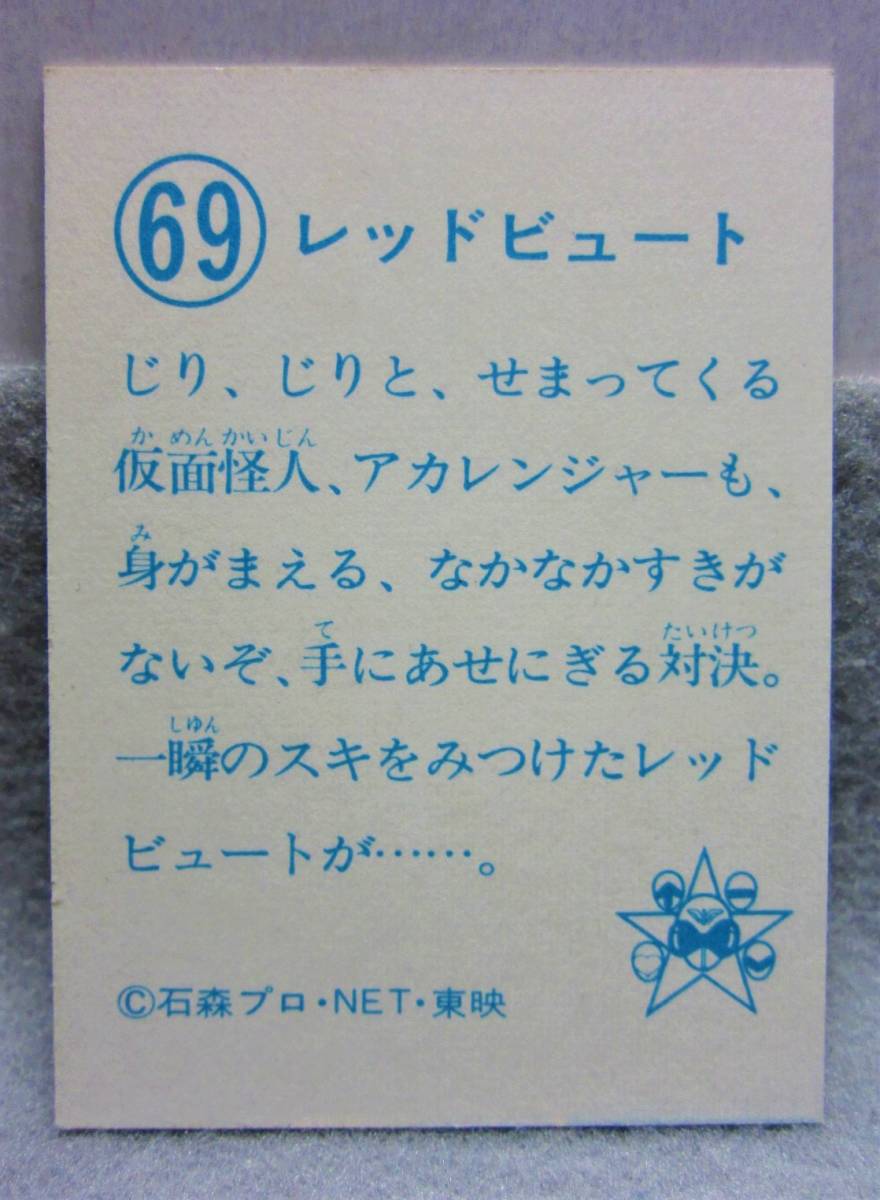 69 レッドビュート
じり、じりと、せまってくる
かめんかいじん
仮面怪人、アカレンジャーも、
み
身がまえる、なかなかすきが
て たいけつ
ないぞ、手にあせにぎる対決。
しゆん
一瞬のスキをみつけたレッド
ビュートが……。
©石森プロ・NET・東映